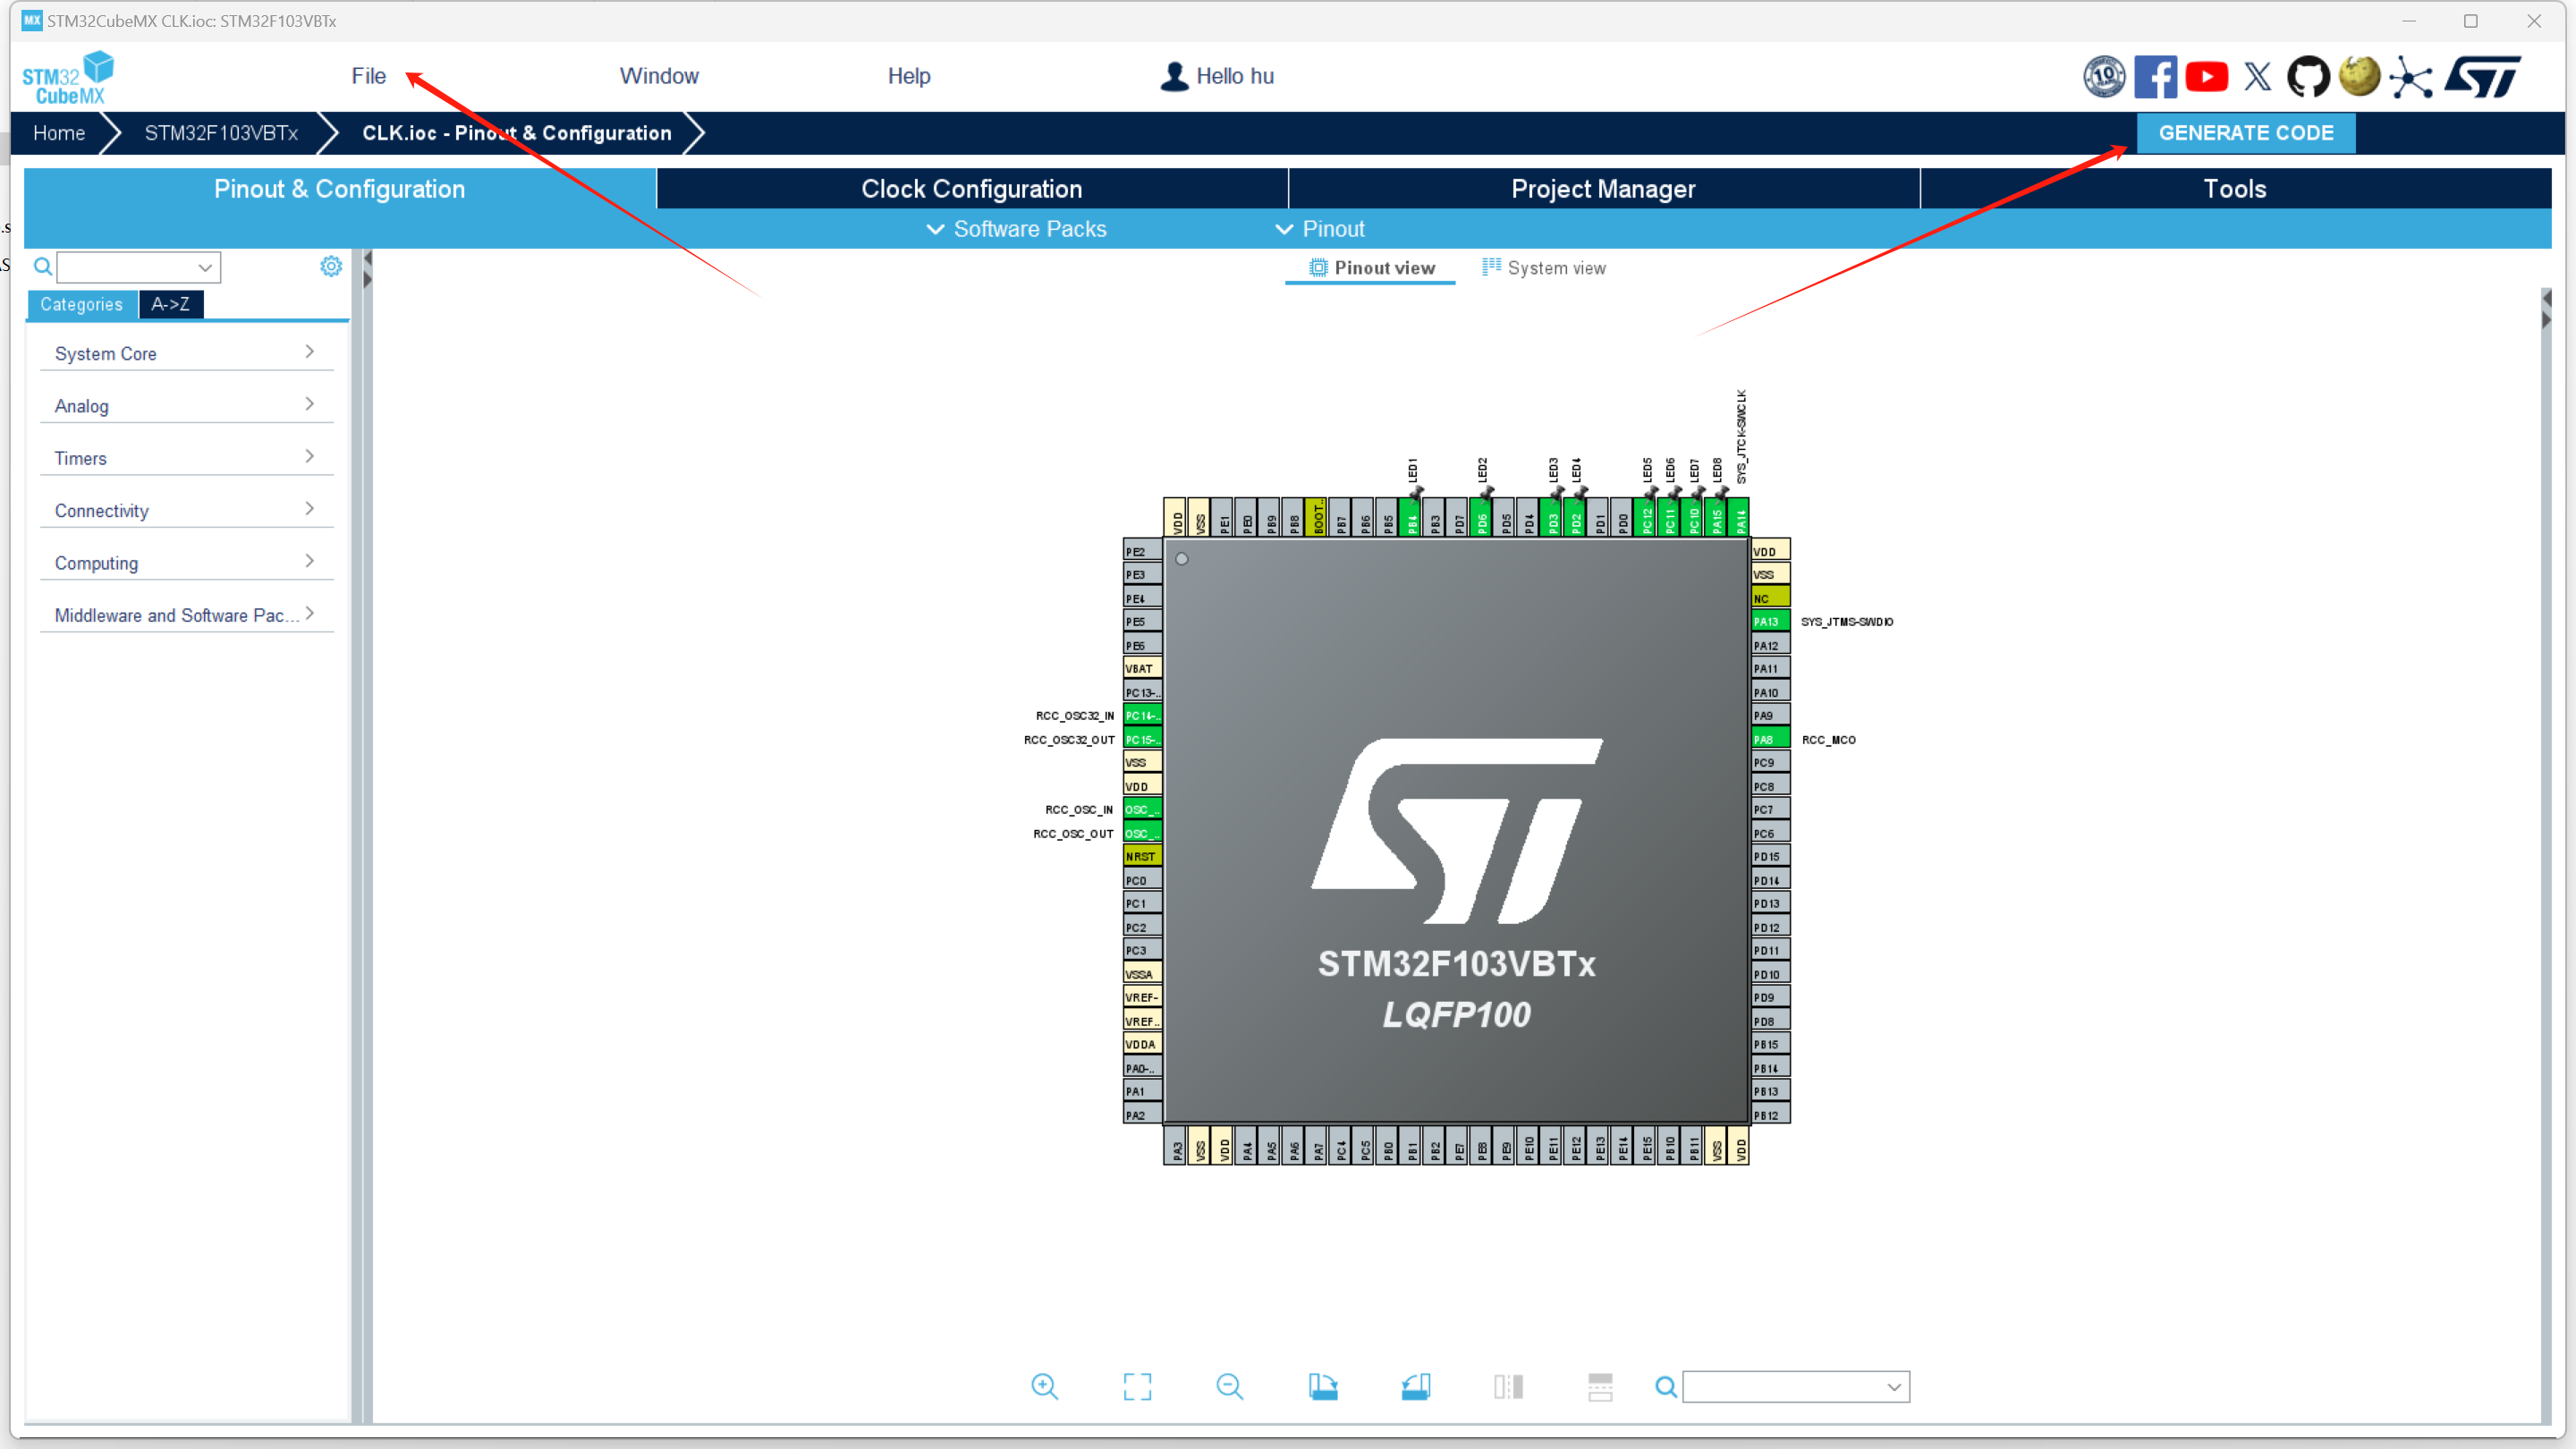 MX STM32CubeMX CLK.ioc: STM32F103VBTx
STM32 CubeMX
File
Window
Help
Hello hu
10 YEARS
ST
Home
STM32F103VBTx
CLK.ioc - Pinout & Configuration
GENERATE CODE
Pinout & Configuration
Clock Configuration
Project Manager
Tools
Software Packs
Pinout
Pinout view
System view
Categories
A->Z
System Core
Analog
Timers
Connectivity
Computing
Middleware and Software Pac...
LED1
LED2
LED3
LED4
LED5
LED6
LED7
LED8
SYS_JTCK-SWCLK
VDD
VSS
PE1
PE0
PB9
PB8
BOOT..
PB7
PB6
PB5
PB4
PB3
PD7
PD6
PD5
PD4
PD3
PD2
PD1
PD0
PC12
PC11
PC10
PA15
PA14
PE2
PE3
PE4
PE5
PE6
VBAT
PC13-..
RCC_OSC32_IN PC14-..
RCC_OSC32_OUT PC15-..
VSS
VDD
RCC_OSC_IN OSC_..
RCC_OSC_OUT OSC_..
NRST
PC0
PC1
PC2
PC3
VSSA
VREF-
VREF..
VDDA
PA0-..
PA1
PA2
VDD
VSS
NC
PA13 SYS_JTMS-SWDIO
PA12
PA11
PA10
PA9
PA8 RCC_MCO
PC9
PC8
PC7
PC6
PD15
PD14
PD13
PD12
PD11
PD10
PD9
PD8
PB15
PB14
PB13
PB12
ST
STM32F103VBTx
LQFP100
PA3
VSS
VDD
PA4
PA5
PA6
PA7
PC4
PC5
PB0
PB1
PB2
PE7
PE8
PE9
PE10
PE11
PE12
PE13
PE14
PE15
PB10
PB11
VSS
VDD